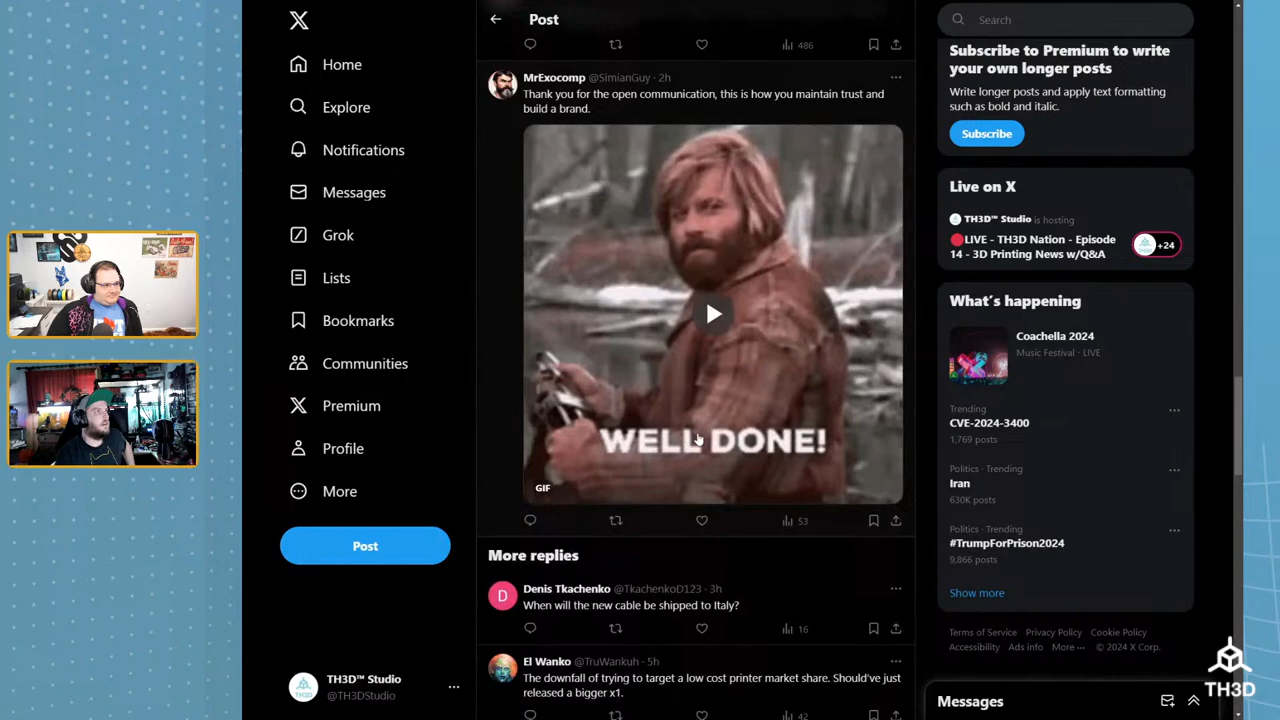 Post
Search
486
Subscribe to Premium to write
your own longer posts
Home
MrExocomp @SimianGuy · 2h
Thank you for the open communication, this is how you maintain trust and
build a brand.
Write longer posts and apply text formatting
such as bold and italic.
Explore
Subscribe
Notifications
Messages
Live on X
TH3D™ Studio is hosting
LIVE - TH3D Nation - Episode
14 - 3D Printing News w/Q&A
+24
Grok
Lists
What's happening
Bookmarks
Coachella 2024
Music Festival · LIVE
Communities
Premium
Trending
CVE-2024-3400
1,769 posts
WELL DONE!
Profile
Politics · Trending
Iran
630K posts
More
GIF
53
Politics · Trending
#TrumpForPrison2024
9,866 posts
Post
More replies
D
Denis Tkachenko @TkachenkoD123 · 3h
When will the new cable be shipped to Italy?
Show more
16
Terms of Service Privacy Policy Cookie Policy
Accessibility Ads info More ··· © 2024 X Corp.
El Wanko @TruWankuh · 5h
The downfall of trying to target a low cost printer market share. Should've just
released a bigger x1.
42
TH3D™ Studio
@TH3DStudio
Messages
TH3D